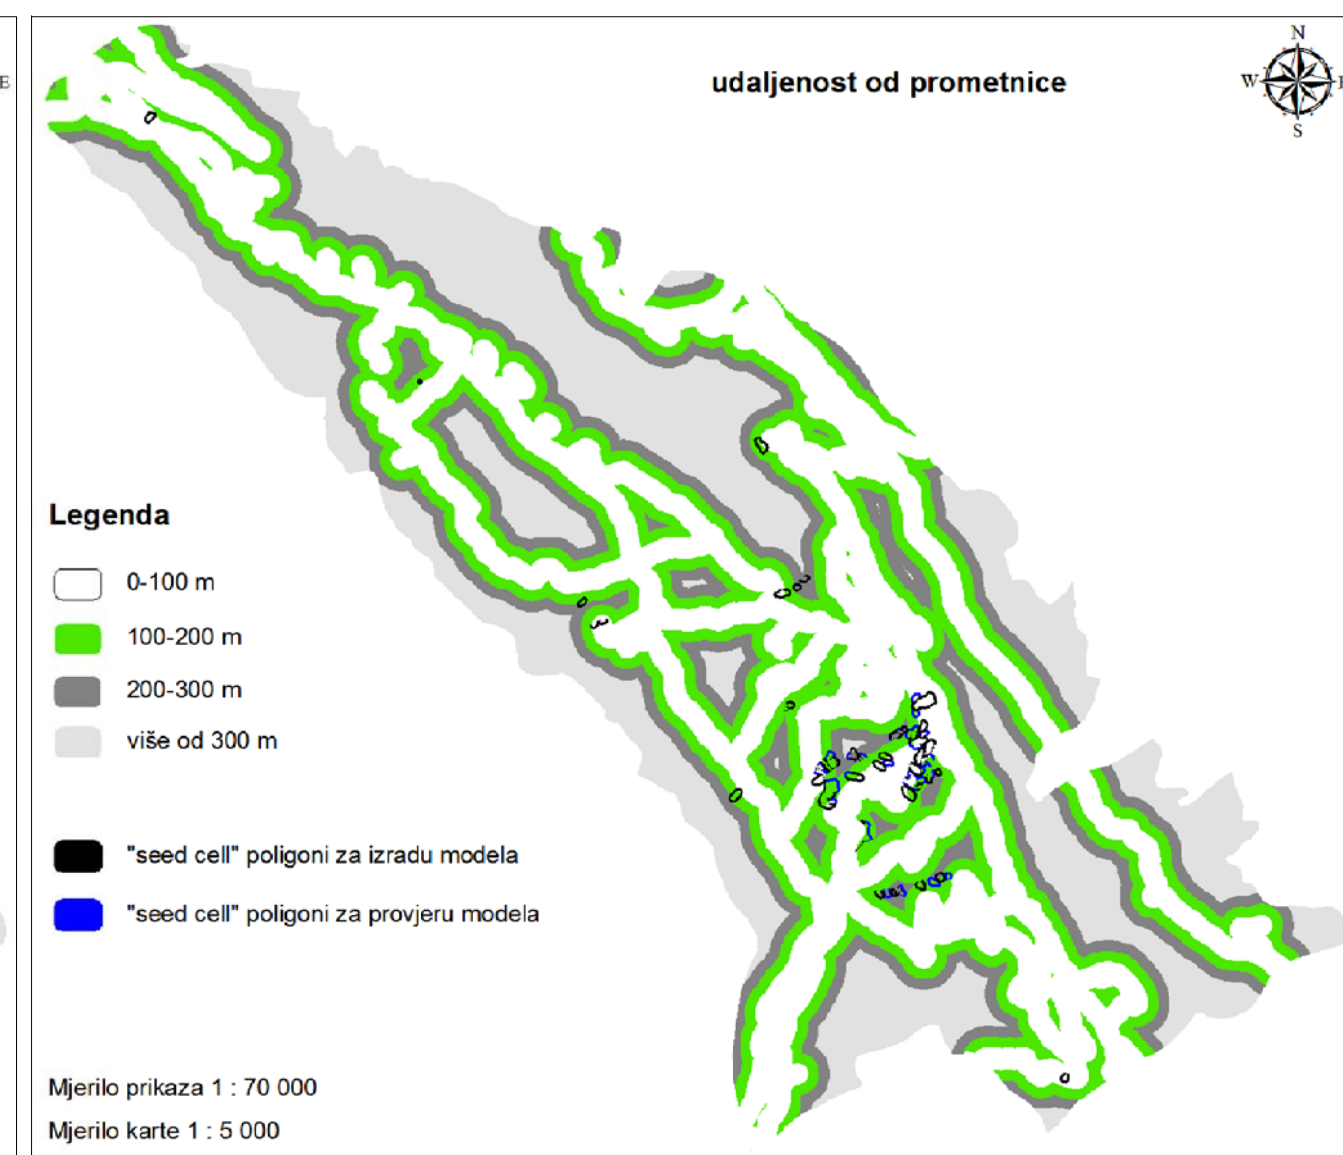 E
udaljenost od prometnice
N
W
E
S
Legenda
0-100 m
100-200 m
200-300 m
više od 300 m
"seed cell" poligoni za izradu modela
"seed cell" poligoni za provjeru modela
Mjerilo prikaza 1 : 70 000
Mjerilo karte 1 : 5 000